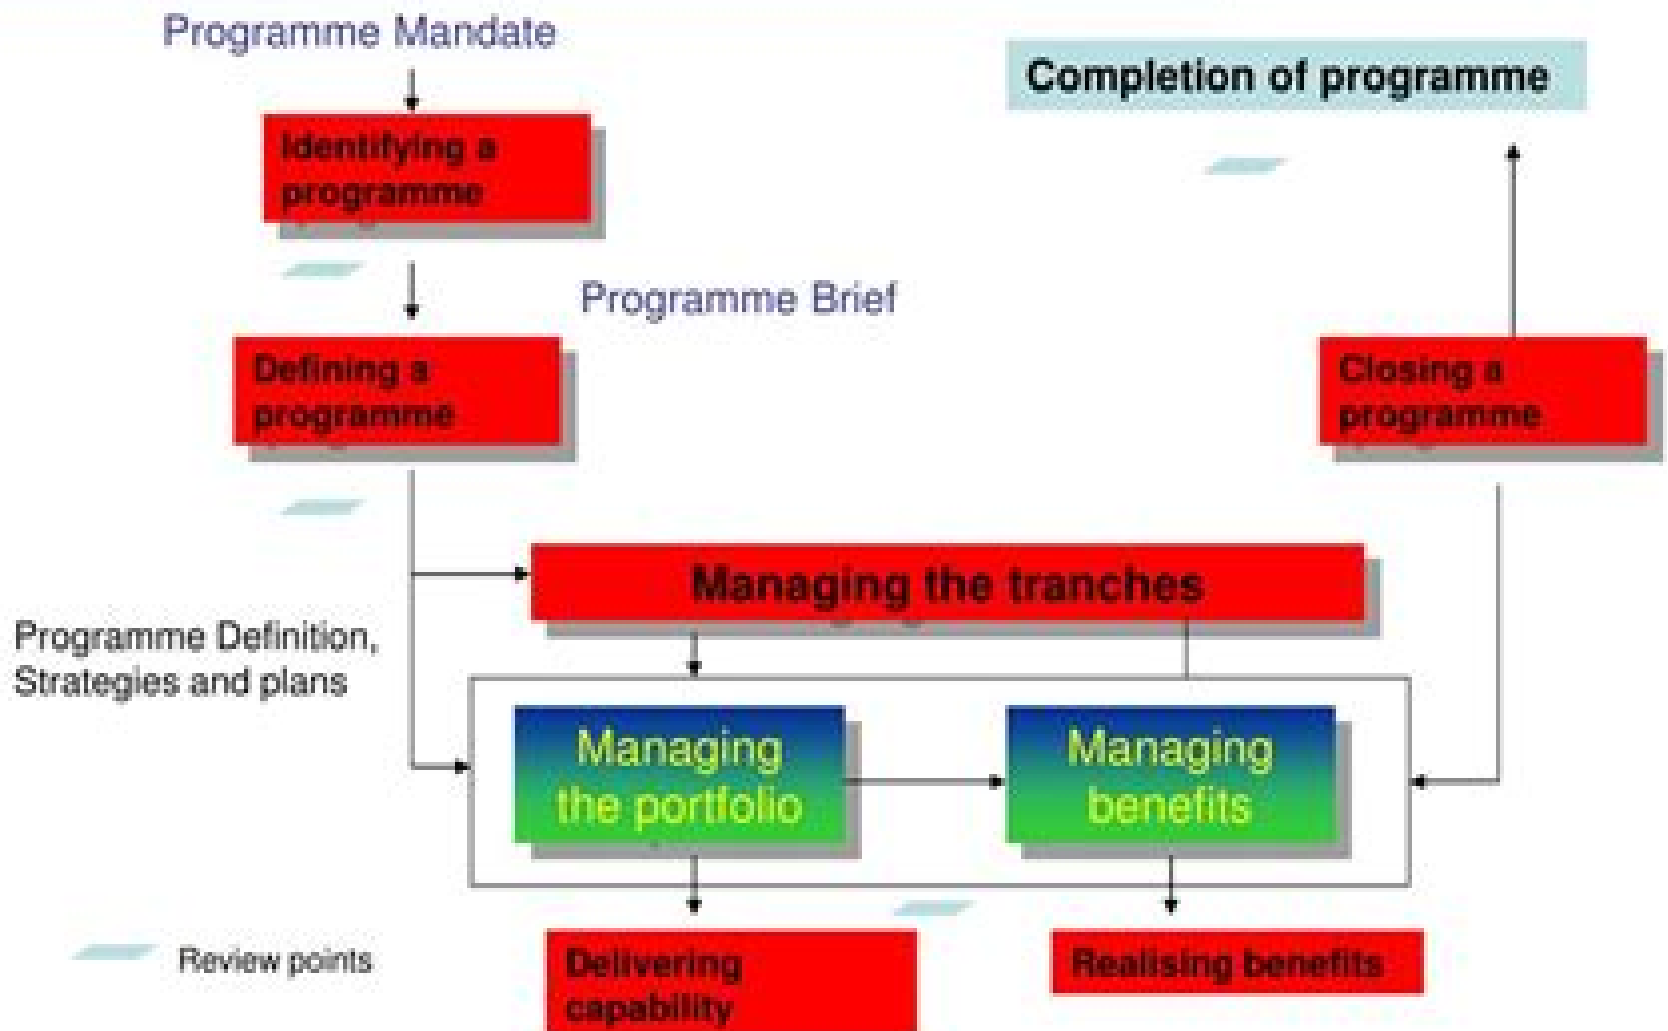 Programme Mandate
Completion of programme
Identifying a
programme
Programme Brief
Defining a
programme
Closing a
programme
Managing the tranches
Programme Definition,
Strategies and plans
Managing
the portfolio
Managing
benefits
Review points
Delivering
capability
Realising benefits